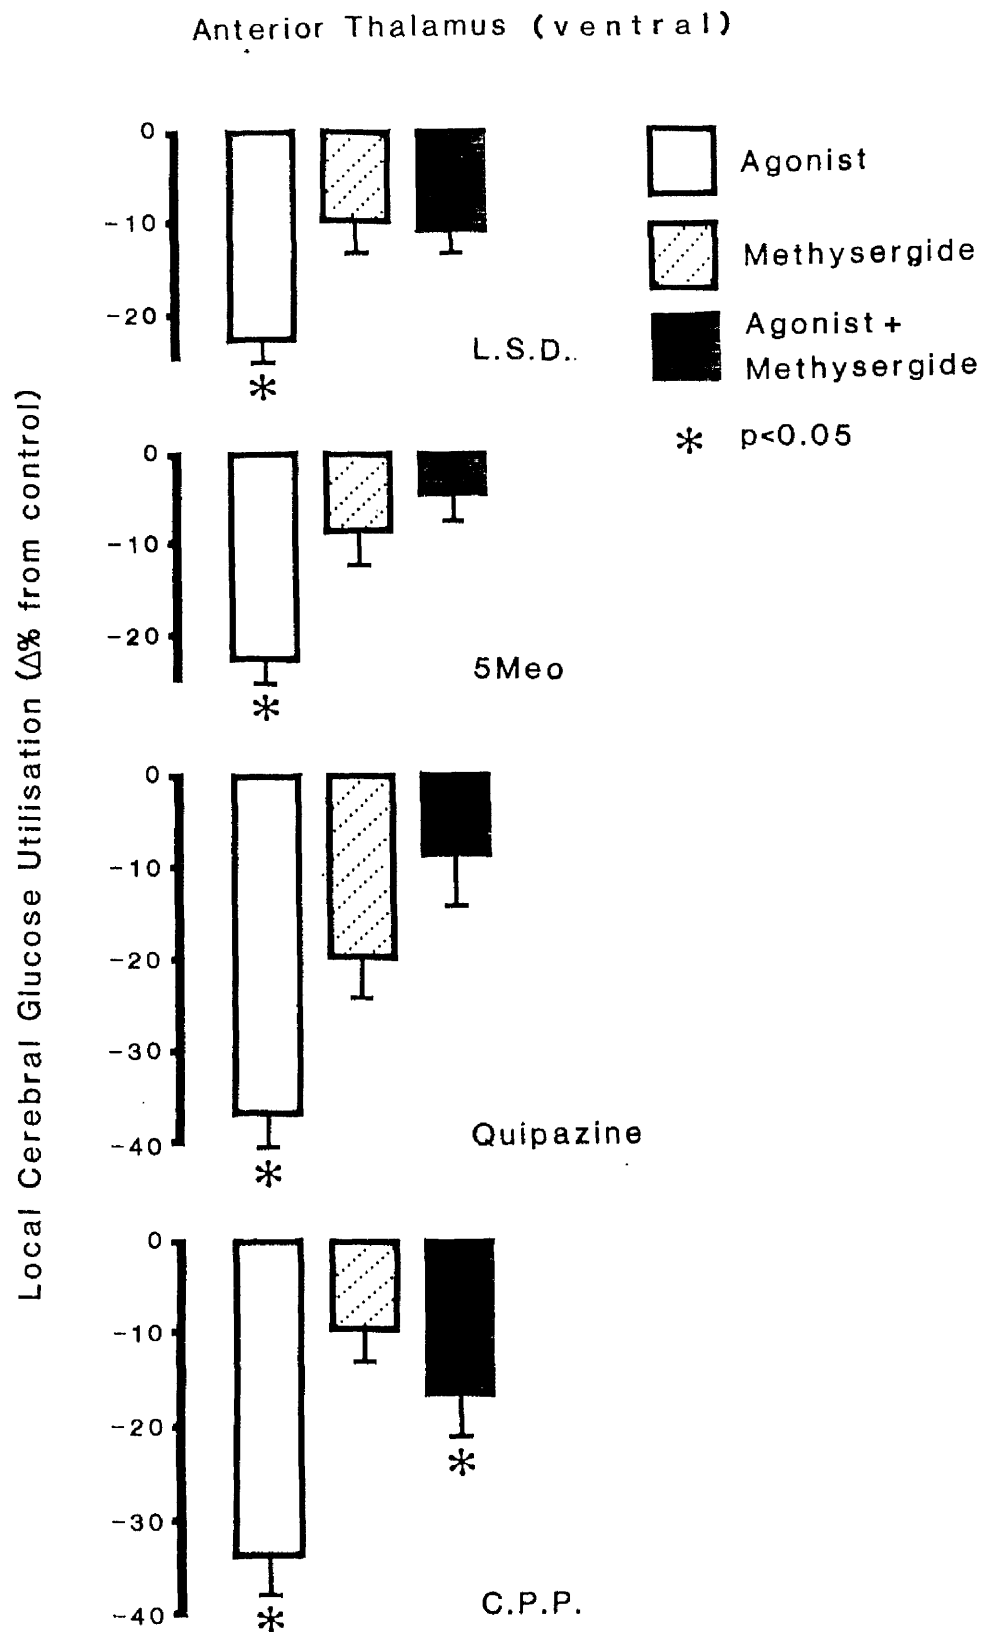 Anterior Thalamus (ventral)
Local Cerebral Glucose Utilisation (Δ% from control)
0
-10
-20
*
L.S.D..
Agonist
Methysergide
Agonist +
Methysergide
* p<0.05
0
-10
-20
*
5Meo
0
-10
-20
-30
-40
*
Quipazine
0
-10
-20
-30
-40
*
*
C.P.P.